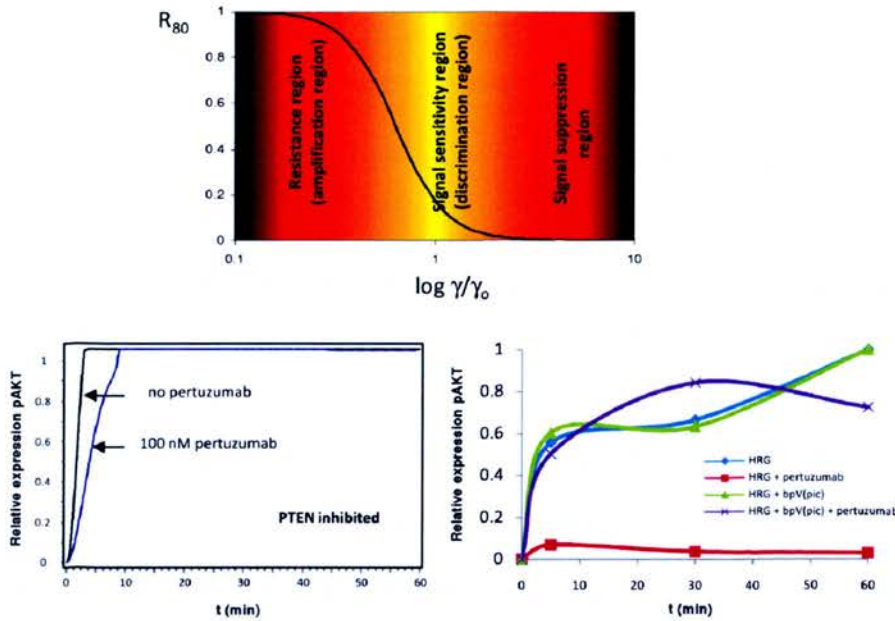 R80
1
0.8
0.6
0.4
0.2
0
Resistance region
(amplification region)
Signal sensitivity region
(discrimination region)
Signal suppression
region
0.1
1
10
log γ/γo
Relative expression pAKT
1
0.8
0.6
0.4
0.2
0
no pertuzumab
100 nM pertuzumab
PTEN inhibited
0
10
20
30
40
50
60
t (min)
Relative expression pAKT
1
0.8
0.6
0.4
0.2
0
HRG
HRG + pertuzumab
HRG + bpV(pic)
HRG + bpV(pic) + pertuzumab
0
10
20
30
40
50
60
t (min)